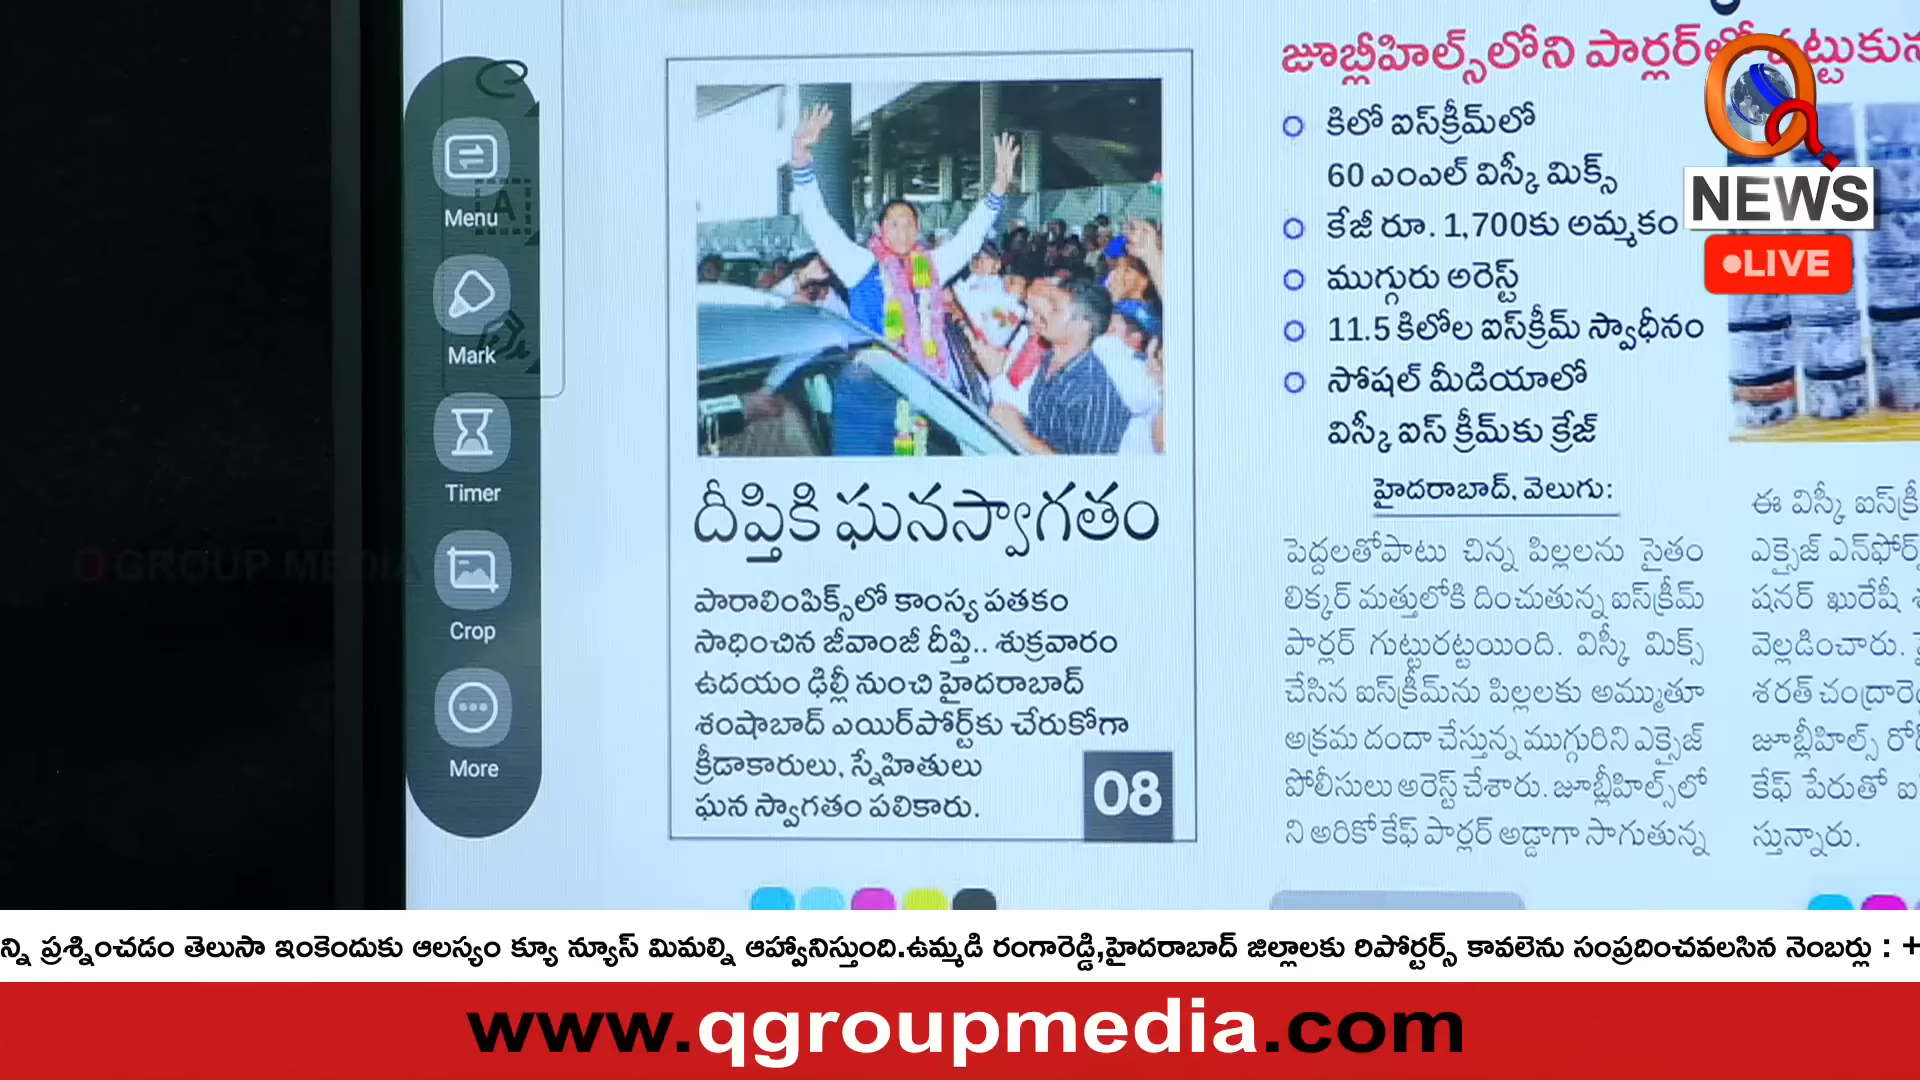 Menu
Mark
Timer
Crop
More
దీప్తికి ఘనస్వాగతం
పారాలింపిక్స్‌లో కాంస్య పతకం
సాధించిన జీవాంజీ దీప్తి.. శుక్రవారం
ఉదయం ఢిల్లీ నుంచి హైదరాబాద్
శంషాబాద్ ఎయిర్‌పోర్ట్‌కు చేరుకోగా
క్రీడాకారులు, స్నేహితులు
ఘన స్వాగతం పలికారు.
08
జూబ్లీహిల్స్‌లోని పార్లర్‌లో
కిలో ఐస్‌క్రీమ్‌లో
60 ఎంఎల్ విస్కీ మిక్స్
కేజీ రూ. 1,700కు అమ్మకం
ముగ్గురు అరెస్ట్
11.5 కిలోల ఐస్‌క్రీమ్ స్వాధీనం
సోషల్ మీడియాలో
విస్కీ ఐస్ క్రీమ్‌కు క్రేజ్
హైదరాబాద్, వెలుగు:
పెద్దలతోపాటు చిన్న పిల్లలను సైతం
లిక్కర్ మత్తులోకి దించుతున్న ఐస్‌క్రీమ్
పార్లర్ గుట్టురట్టయింది. విస్కీ మిక్స్
చేసిన ఐస్‌క్రీమ్‌ను పిల్లలకు అమ్ముతూ
అక్రమ దందా చేస్తున్న ముగ్గురిని ఎక్సైజ్
పోలీసులు అరెస్ట్ చేశారు. జూబ్లీహిల్స్‌లో
ని అరికో కేఫ్ పార్లర్ అడ్డాగా సాగుతున్న
ఈ విస్కీ
ఎక్సైజ్
షనర్ ఖురేషీ
వెల్లడించారు.
శరత్ చంద్రారె
జూబ్లీహిల్స్
కేఫ్ పేరుతో
స్తున్నారు.
NEWS
LIVE
Q GROUP MEDIA
న్ని ప్రశ్నించడం తెలుసా ఇంకెందుకు ఆలస్యం క్యూ న్యూస్ మిమల్ని ఆహ్వానిస్తుంది.ఉమ్మడి రంగారెడ్డి,హైదరాబాద్ జిల్లాలకు రిపోర్టర్స్ కావలెను సంప్రదించవలసిన నెంబర్లు : +
www.qgroupmedia.com